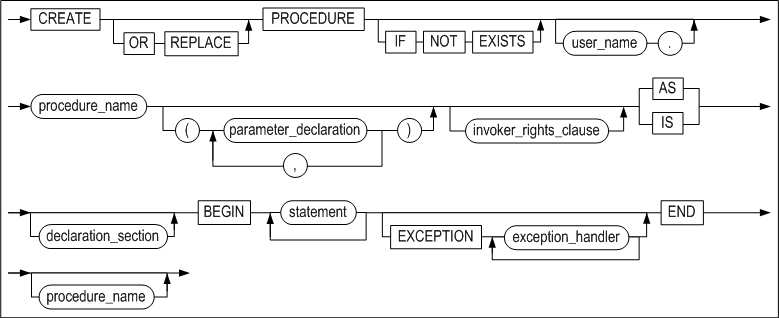 CREATE OR REPLACE PROCEDURE IF NOT EXISTS user_name .
procedure_name ( parameter_declaration , ) invoker_rights_clause AS IS
declaration_section BEGIN statement EXCEPTION exception_handler END
procedure_name